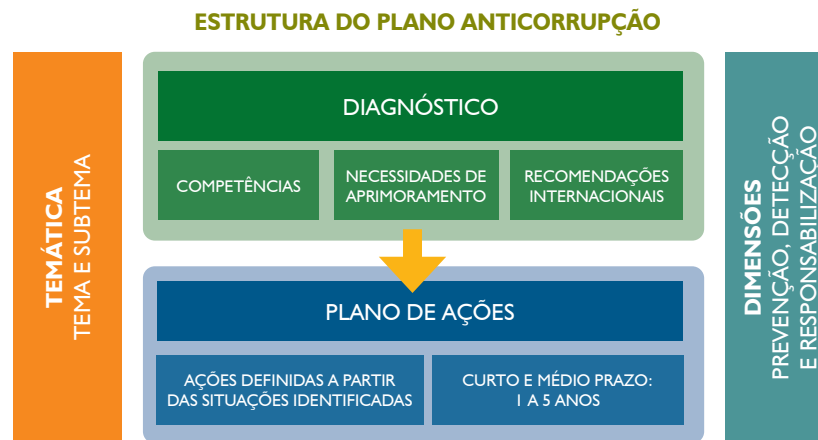 ESTRUTURA DO PLANO ANTICORRUPÇÃO
TEMÁTICA
TEMA E SUBTEMA
DIAGNÓSTICO
COMPETÊNCIAS
NECESSIDADES DE
APRIMORAMENTO
RECOMENDAÇÕES
INTERNACIONAIS
PLANO DE AÇÕES
AÇÕES DEFINIDAS A PARTIR
DAS SITUAÇÕES IDENTIFICADAS
CURTO E MÉDIO PRAZO:
1 A 5 ANOS
DIMENSÕES
PREVENÇÃO, DETECÇÃO
E RESPONSABILIZAÇÃO